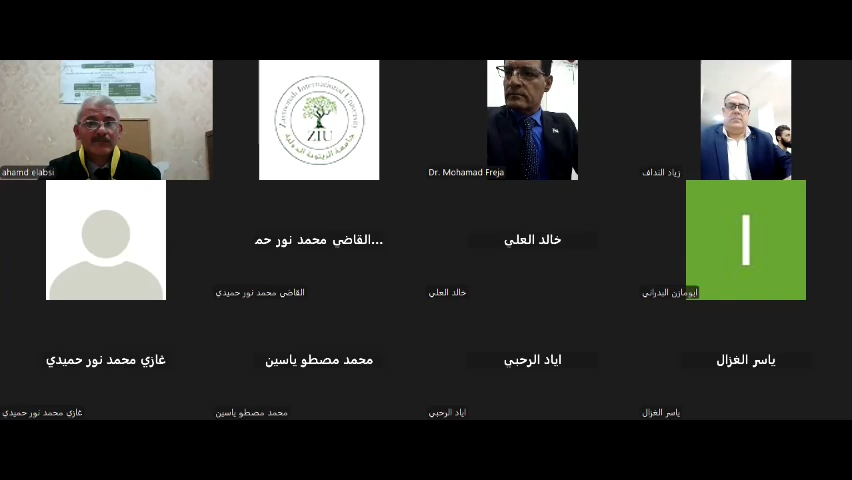 Zaytoonah International University
ZIU
جامعة الزيتونة الدولية
ahamd elabsi
Dr. Mohamad Freja
زياد النداف
القاضي محمد نور حم...
خالد العلي
I
القاضي محمد نور حميدي
خالد العلي
ابومازن البدراني
غازي محمد نور حميدي
محمد مصطو ياسين
اياد الرحبي
ياسر الغزال
غازي محمد نور حميدي
محمد مصطو ياسين
اياد الرحبي
ياسر الغزال